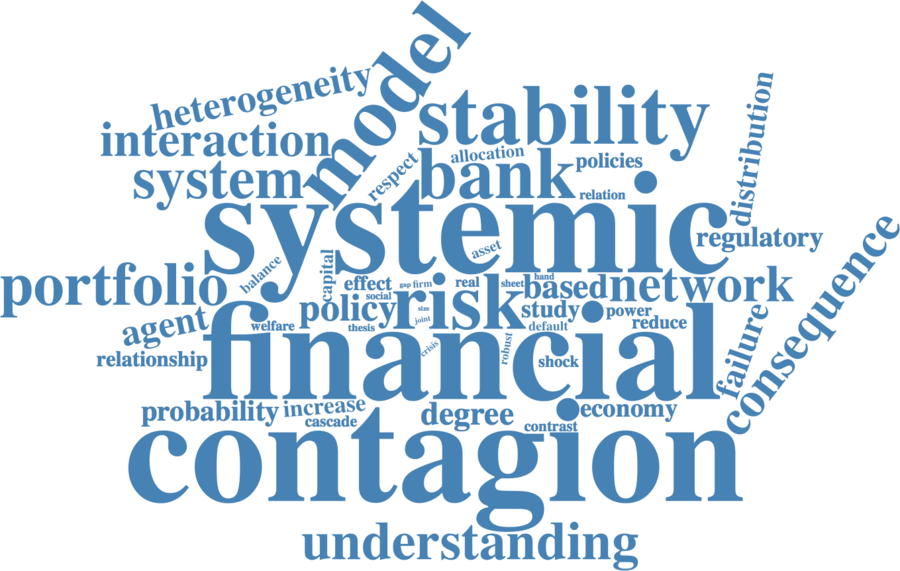 model
heterogeneity
stability
distribution
interaction
allocation
policies
respect
bank
system
relation
systemic
consequence
regulatory
asset
balance
capital
portfolio
effect
gap
firm
real
sheet
hand
based
network
social
risk
size
joint
policy
study
power
agent
welfare
thesis
default
reduce
relationship
financial
crisis
robust
shock
failure
probability
increase
cascade
degree
contrast
economy
contagion
understanding